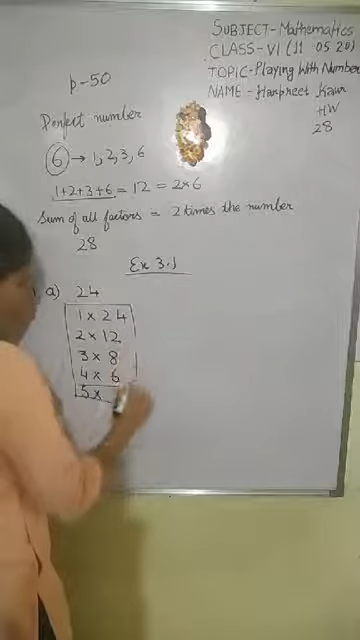 SUBJECT - Mathematics
CLASS - VI (11 05 20)
TOPIC - Playing With Number
NAME - Harpreet Kaur
HW
28
p-50
Perfect number
6 → 1, 2, 3, 6
1+2+3+6 = 12 = 2×6
Sum of all factors = 2 times the number
28
Ex 3.1
a) 24
1 × 24
2 × 12
3 × 8
4 × 6
5 ×